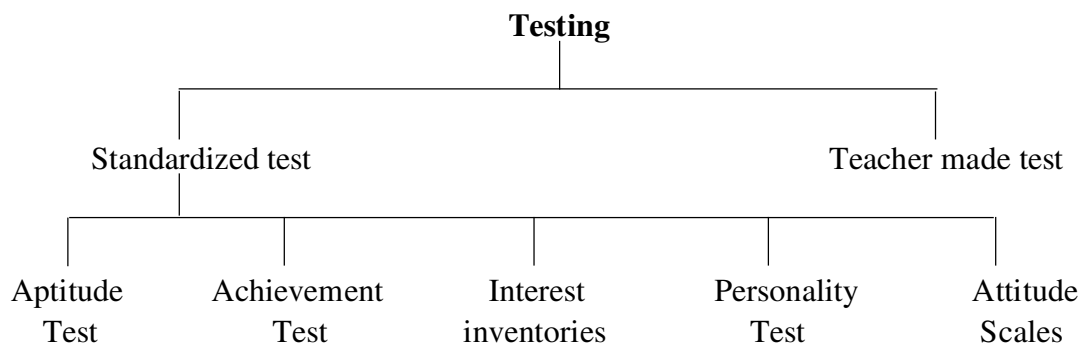 Testing
Standardized test
Teacher made test
Aptitude Test
Achievement Test
Interest inventories
Personality Test
Attitude Scales